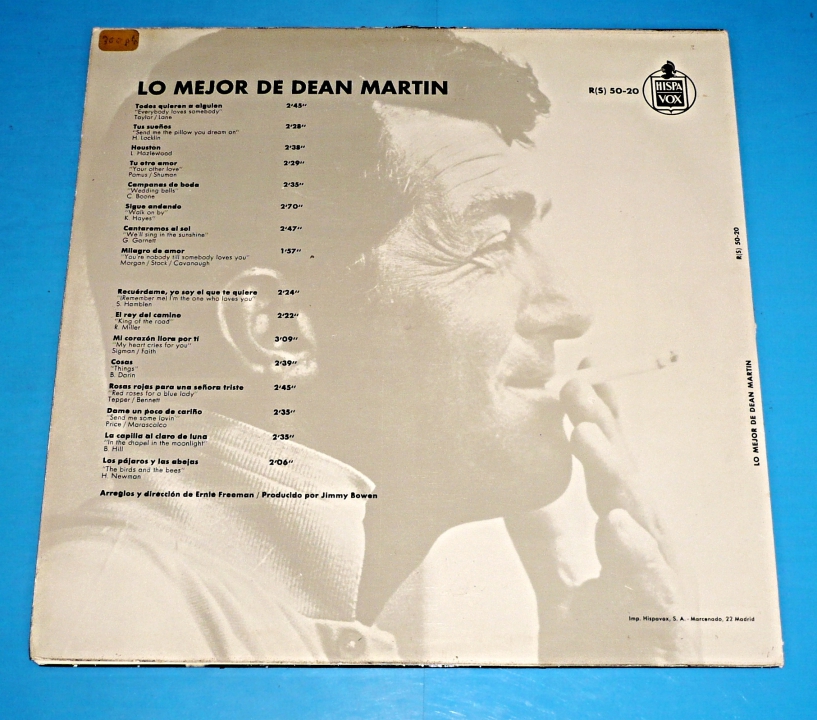 700 pts
LO MEJOR DE DEAN MARTIN
R(S) 50-20
HISPA
VOX
Todos quieren a alguien 2'45"
"Everybody loves somebody"
Taylor / Lane
Tus sueños 2'28"
"Send me the pillow you dream on"
H. Locklin
Houston 2'38"
L. Hazlewood
Tu otro amor 2'29"
"Your other love"
Pomus / Shuman
Campanas de boda 2'35"
"Wedding bells"
C. Boone
Sigue andando 2'70"
"Walk on by"
K. Hayes"
Cantaremos al sol 2'47"
"We'll sing in the sunshine"
G. Garnett
Milagro de amor 1'57"
"You're nobody till somebody loves you"
Morgan / Stock / Cavanaugh
Recuérdame, yo soy el que te quiere 2'24"
"(Remember me) I'm the one who loves you"
S. Hamblen
El rey del camino 2'22"
"King of the road"
R. Miller
Mi corazón llora por ti 3'09"
"My heart cries for you"
Sigman / Faith
Cosas 2'39"
"Things"
B. Darin
Rosas rojas para una señora triste 2'45"
"Red roses for a blue lady"
Tepper / Bennett
Dame un poco de cariño 2'35"
"Send me some lovin"
Price / Marascolco
La capilla al claro de luna 2'35"
"In the chapel in the moonlight"
B. Hill
Los pájaros y las abejas 2'06"
"The birds and the bees"
H. Newman
Arreglos y dirección de Ernie Freeman / Producido por Jimmy Bowen
R(S) 50-20
LO MEJOR DE DEAN MARTIN
Imp. Hispavox, S. A. - Marcenado, 22 Madrid